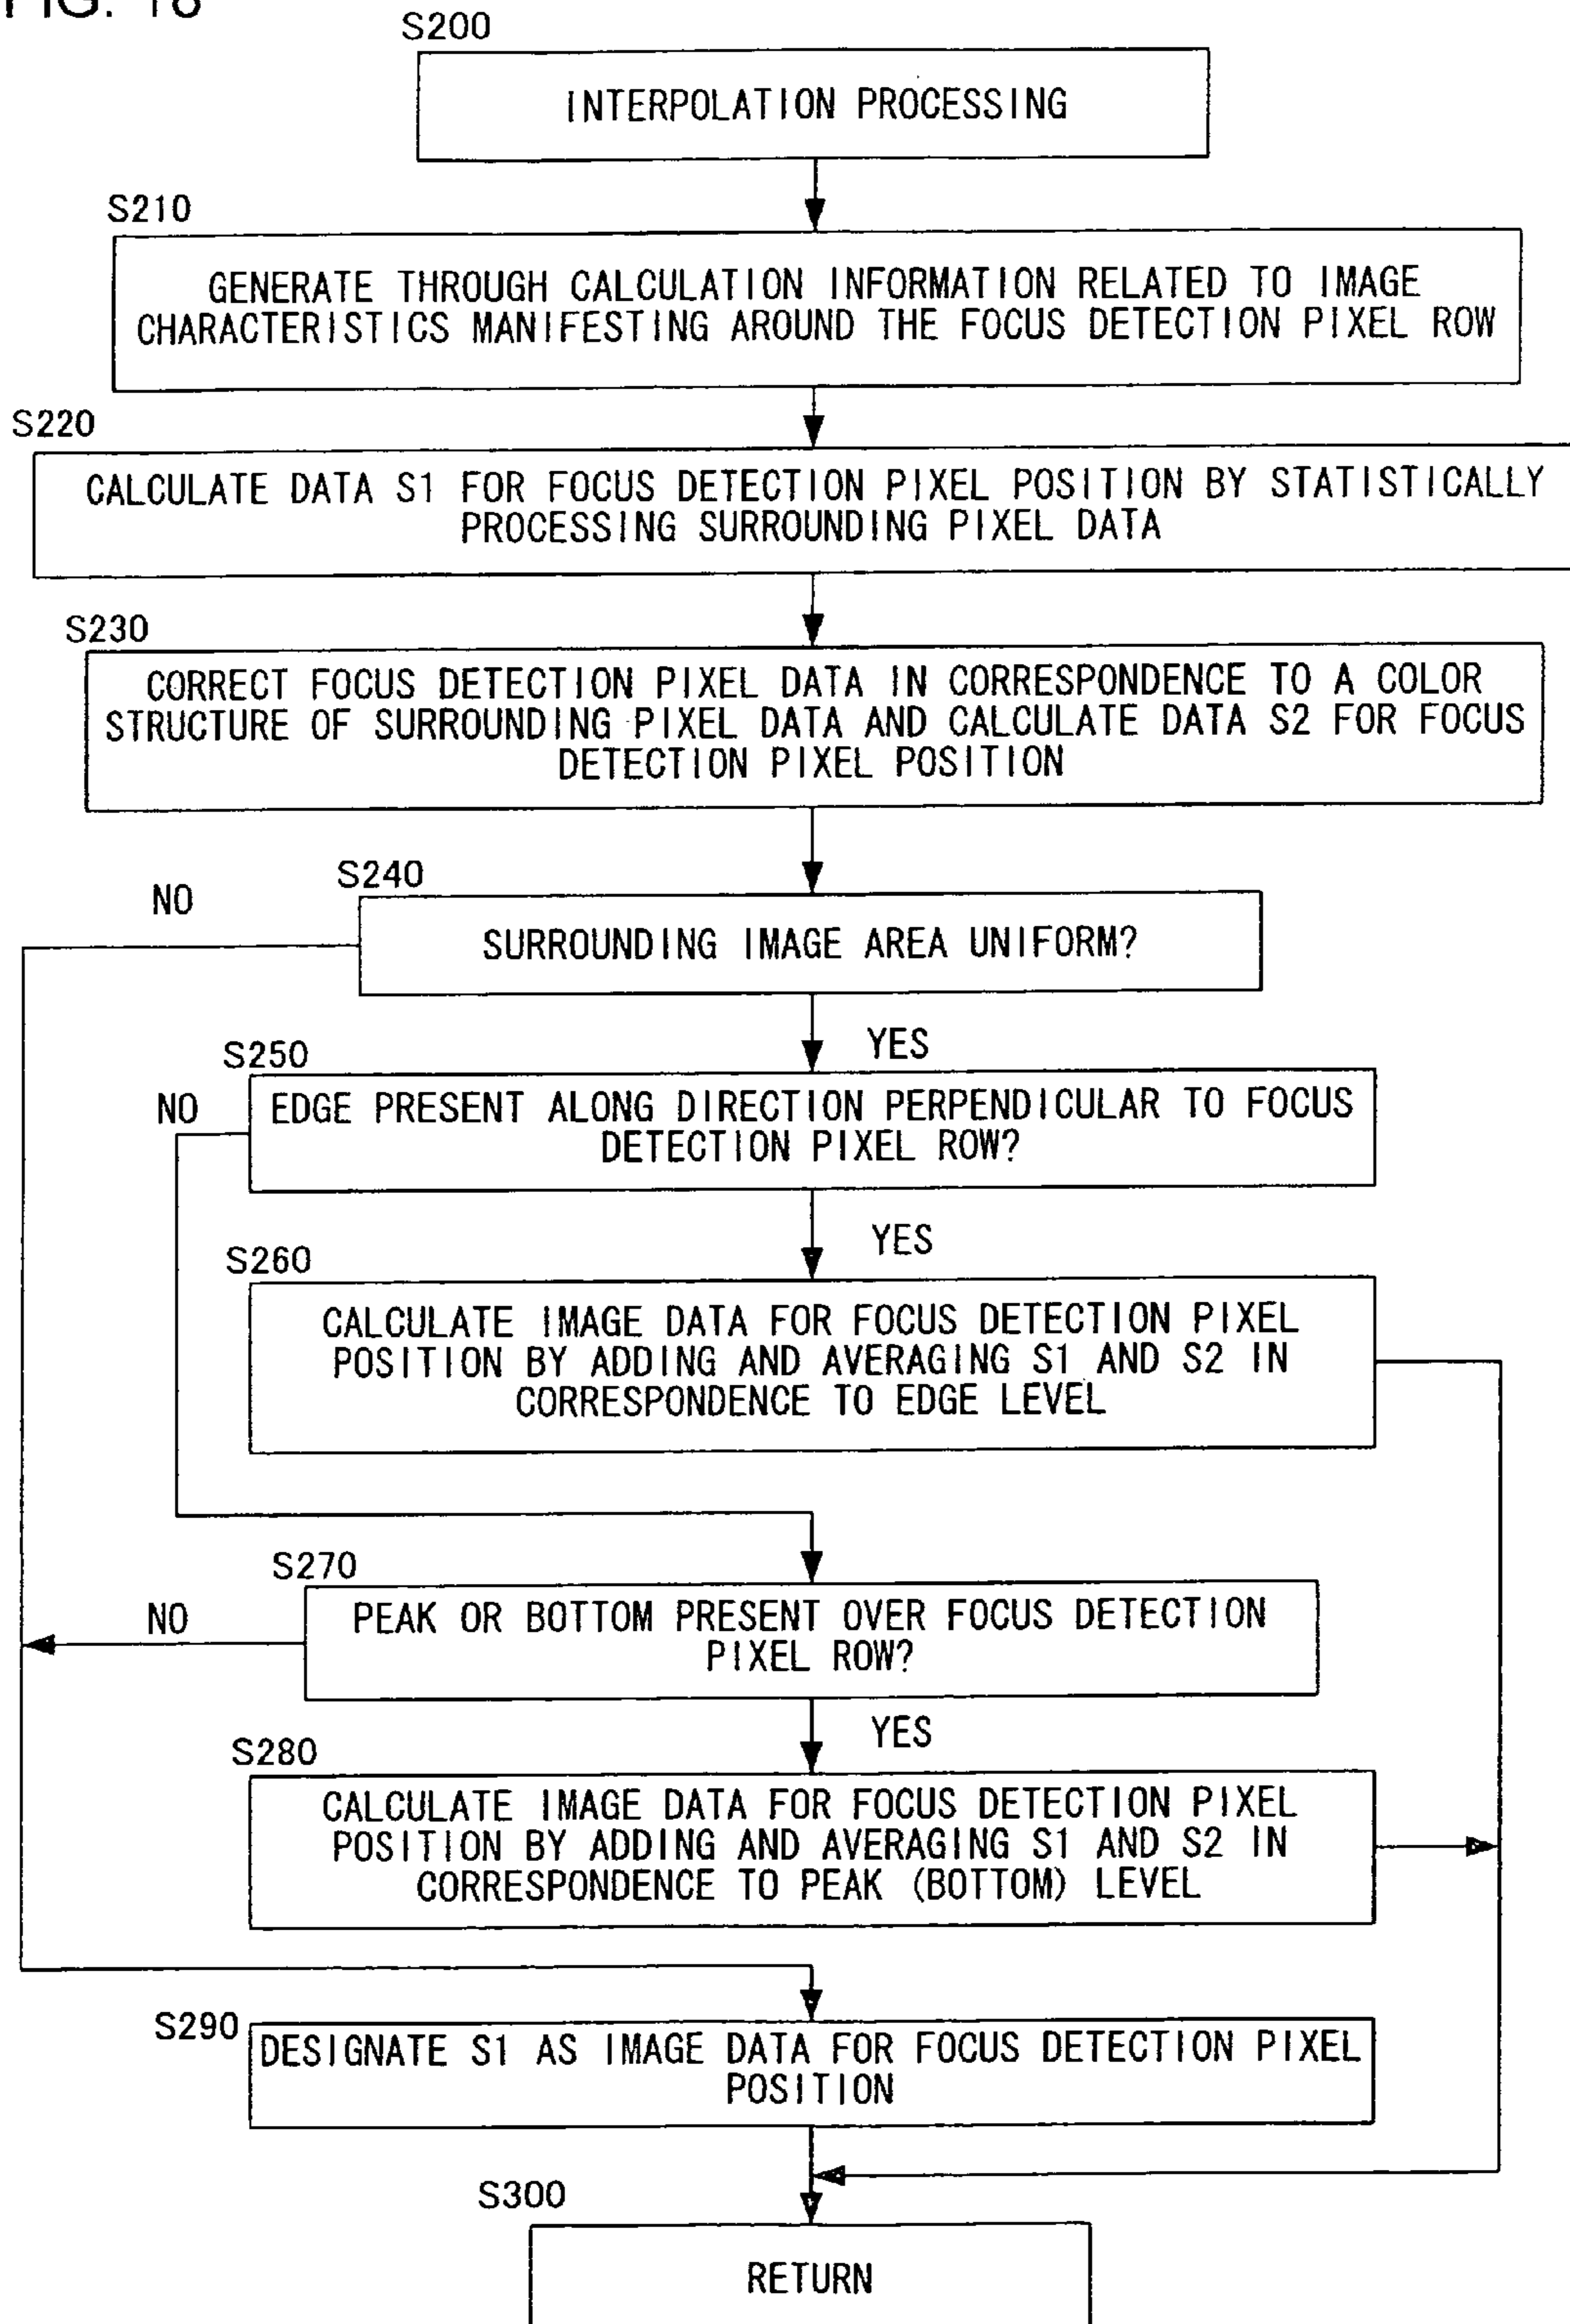 FIG. 18
S200
INTERPOLATION PROCESSING
S210
GENERATE THROUGH CALCULATION INFORMATION RELATED TO IMAGE
CHARACTERISTICS MANIFESTING AROUND THE FOCUS DETECTION PIXEL ROW
S220
CALCULATE DATA S1 FOR FOCUS DETECTION PIXEL POSITION BY STATISTICALLY
PROCESSING SURROUNDING PIXEL DATA
S230
CORRECT FOCUS DETECTION PIXEL DATA IN CORRESPONDENCE TO A COLOR
STRUCTURE OF SURROUNDING PIXEL DATA AND CALCULATE DATA S2 FOR FOCUS
DETECTION PIXEL POSITION
S240
NO
SURROUNDING IMAGE AREA UNIFORM?
YES
S250
NO
EDGE PRESENT ALONG DIRECTION PERPENDICULAR TO FOCUS
DETECTION PIXEL ROW?
YES
S260
CALCULATE IMAGE DATA FOR FOCUS DETECTION PIXEL
POSITION BY ADDING AND AVERAGING S1 AND S2 IN
CORRESPONDENCE TO EDGE LEVEL
S270
NO
PEAK OR BOTTOM PRESENT OVER FOCUS DETECTION
PIXEL ROW?
YES
S280
CALCULATE IMAGE DATA FOR FOCUS DETECTION PIXEL
POSITION BY ADDING AND AVERAGING S1 AND S2 IN
CORRESPONDENCE TO PEAK (BOTTOM) LEVEL
S290
DESIGNATE S1 AS IMAGE DATA FOR FOCUS DETECTION PIXEL
POSITION
S300
RETURN